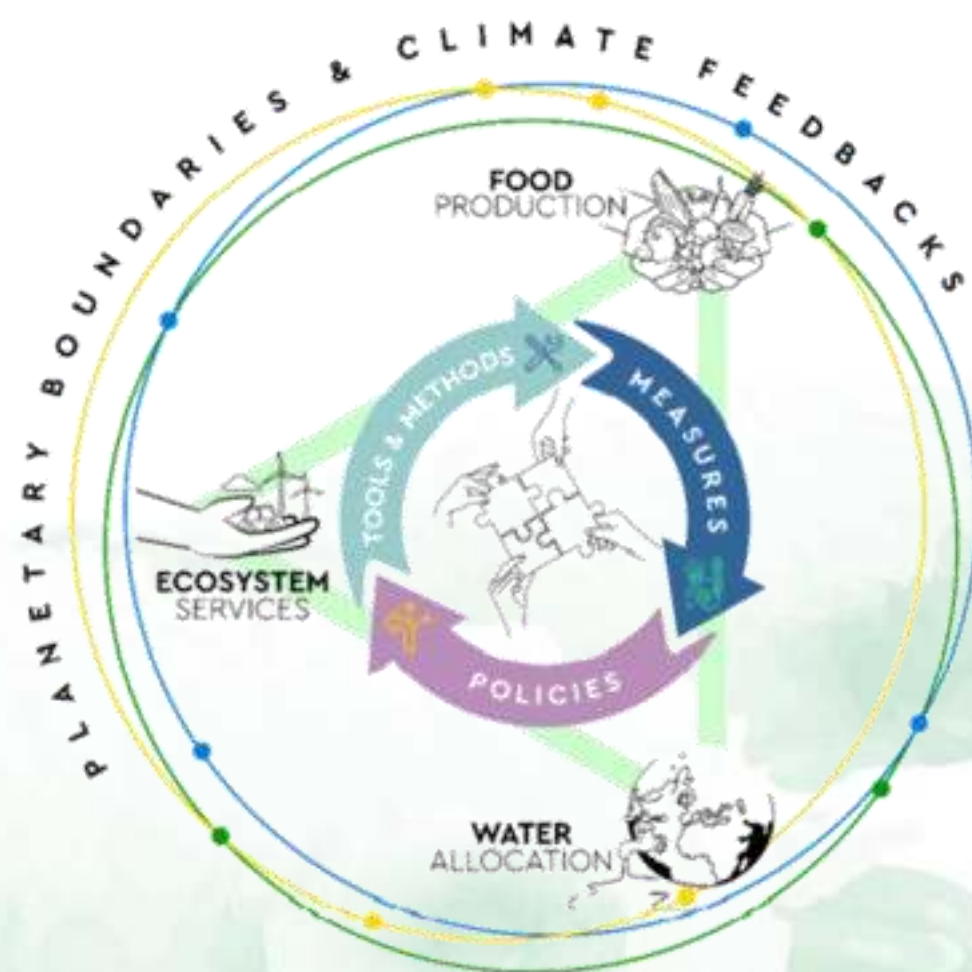 PLANETARY BOUNDARIES & CLIMATE FEEDBACKS
FOOD
PRODUCTION
TOOLS & METHODS
MEASURES
ECOSYSTEM
SERVICES
POLICIES
WATER
ALLOCATION